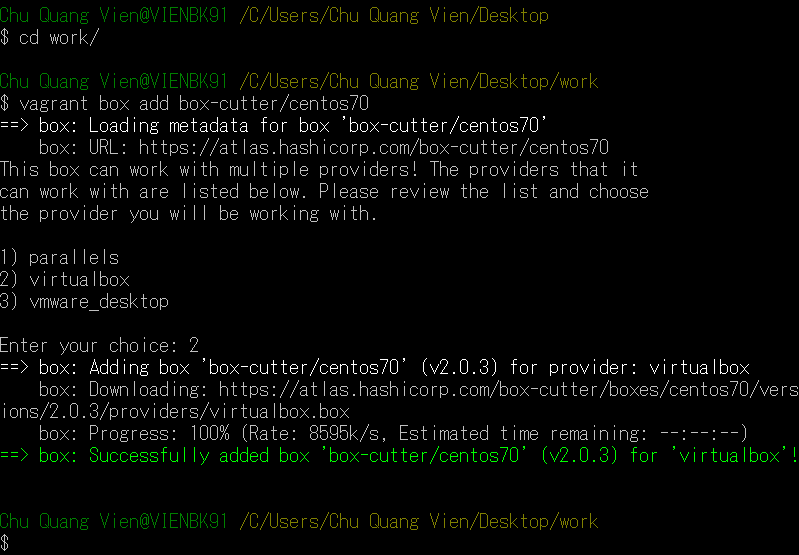 Chu Quang Vien@VIENBK91 /C/Users/Chu Quang Vien/Desktop
$ cd work/
Chu Quang Vien@VIENBK91 /C/Users/Chu Quang Vien/Desktop/work
$ vagrant box add box-cutter/centos70
==> box: Loading metadata for box 'box-cutter/centos70'
    box: URL: https://atlas.hashicorp.com/box-cutter/centos70
This box can work with multiple providers! The providers that it
can work with are listed below. Please review the list and choose
the provider you will be working with.
1) parallels
2) virtualbox
3) vmware_desktop
Enter your choice: 2
==> box: Adding box 'box-cutter/centos70' (v2.0.3) for provider: virtualbox
    box: Downloading: https://atlas.hashicorp.com/box-cutter/boxes/centos70/vers
ions/2.0.3/providers/virtualbox.box
    box: Progress: 100% (Rate: 8595k/s, Estimated time remaining: --:--:--)
==> box: Successfully added box 'box-cutter/centos70' (v2.0.3) for 'virtualbox'!
Chu Quang Vien@VIENBK91 /C/Users/Chu Quang Vien/Desktop/work
$